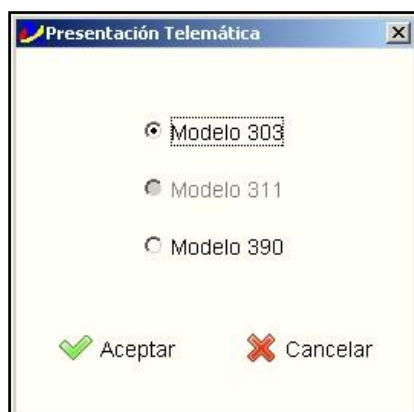 Presentación Telemática
Modelo 303
Modelo 311
Modelo 390
Aceptar Cancelar